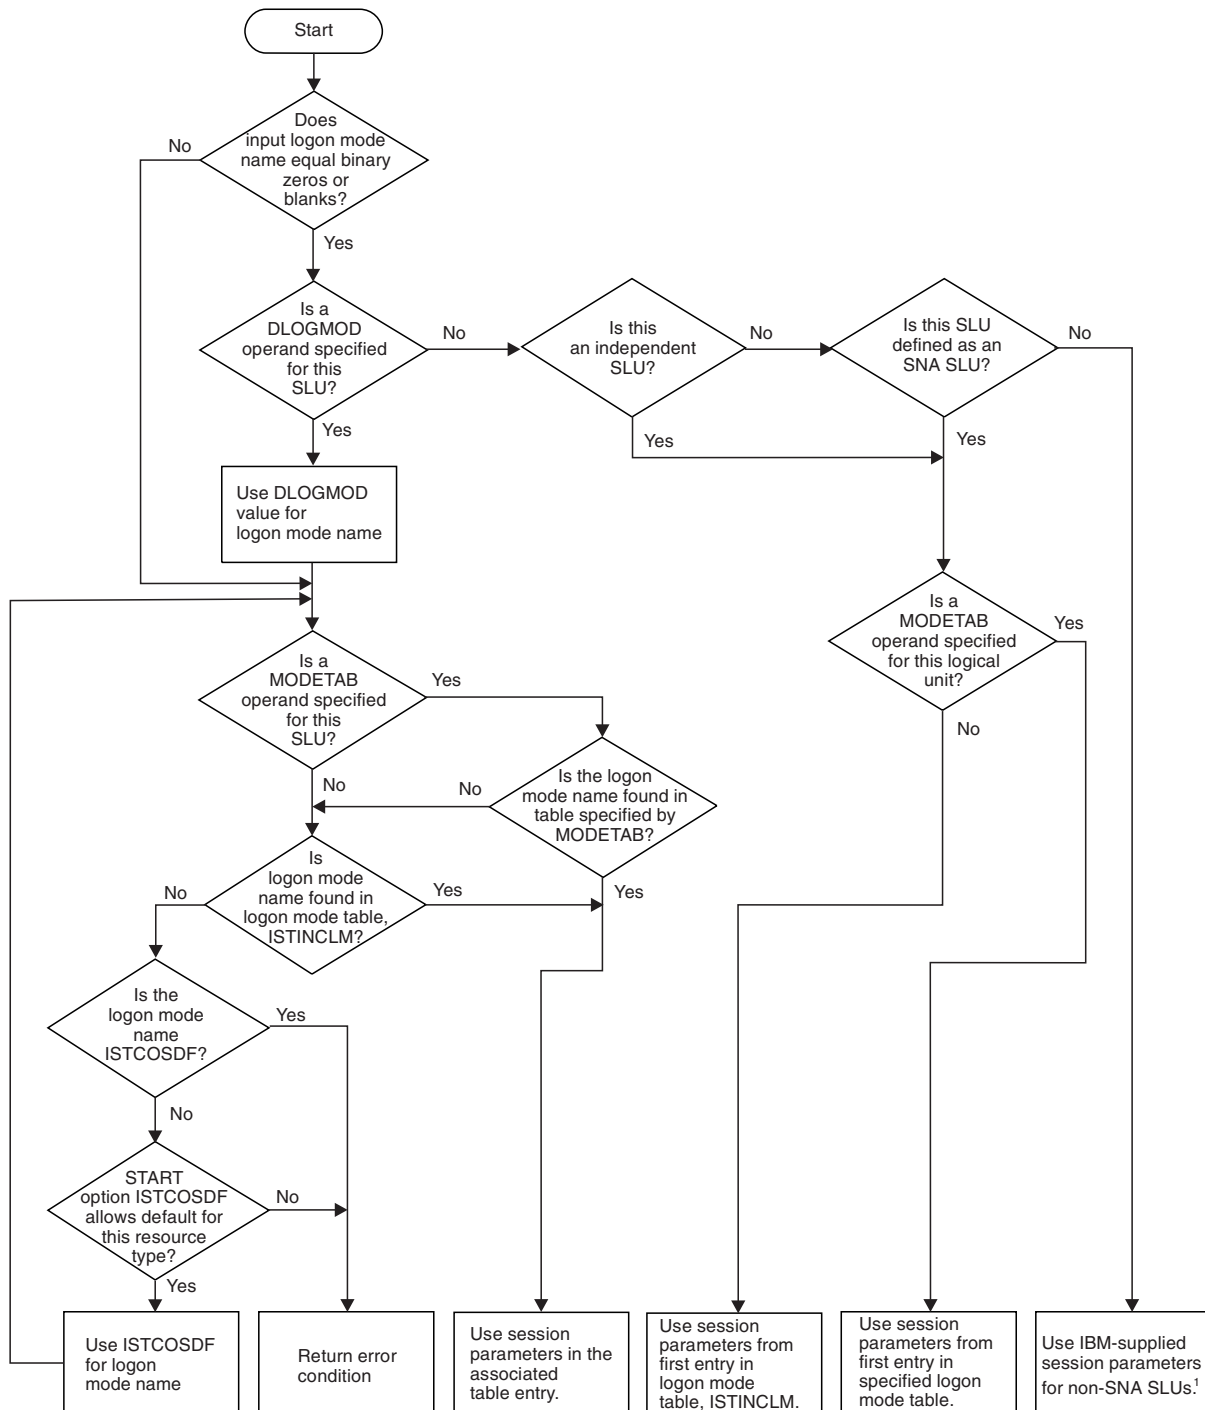 Start
Does
input logon mode
name equal binary
zeros or
blanks?
No
Yes
Is a
DLOGMOD
operand specified
for this
SLU?
No
Yes
Is this
an independent
SLU?
No
Yes
Is this SLU
defined as an
SNA SLU?
No
Yes
Use DLOGMOD
value for
logon mode name
Is a
MODETAB
operand specified
for this logical
unit?
Yes
No
Is a
MODETAB
operand specified
for this
SLU?
Yes
No
Is the logon
mode name found in
table specified by
MODETAB?
No
Yes
Is
logon mode
name found in
logon mode table,
ISTINCLM?
No
Yes
Is the
logon mode
name
ISTCOSDF?
Yes
No
START
option ISTCOSDF
allows default for
this resource
type?
No
Yes
Use ISTCOSDF
for logon
mode name
Return error
condition
Use session
parameters in the
associated
table entry.
Use session
parameters from
first entry in
logon mode
table, ISTINCLM.
Use session
parameters from
first entry in
specified logon
mode table.
Use IBM-supplied
session parameters
for non-SNA SLUs.¹